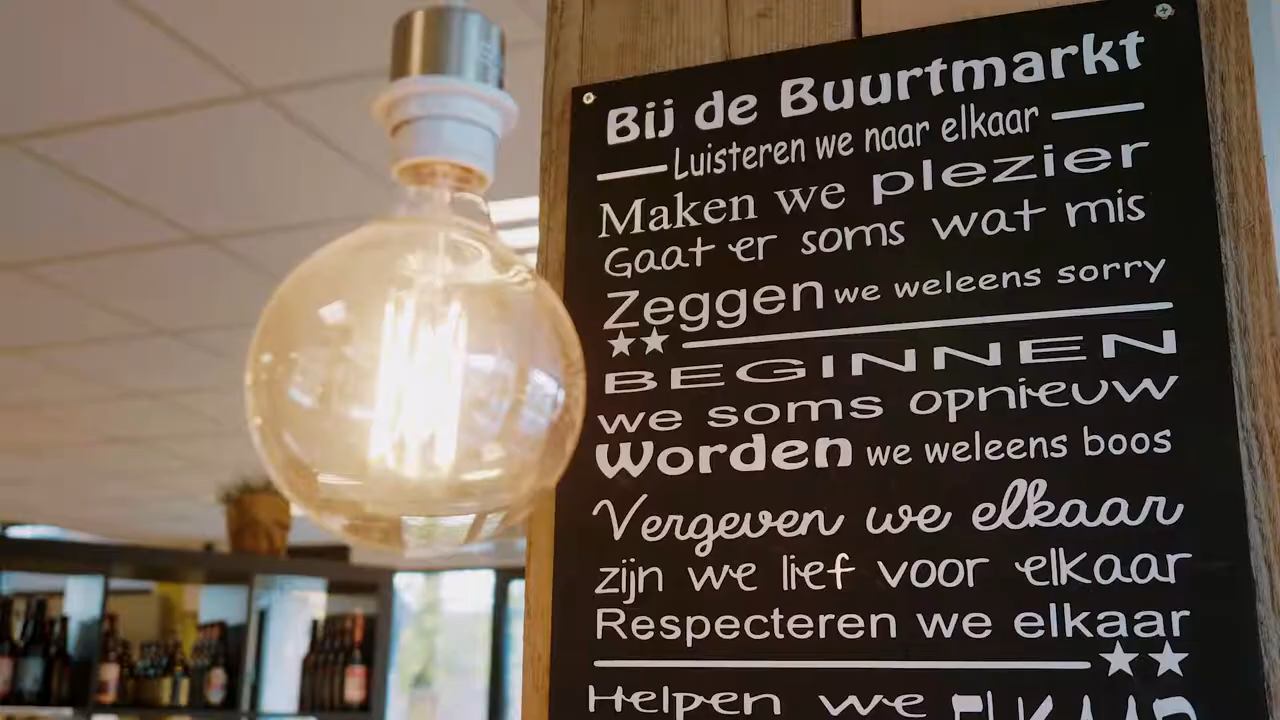 Bij de Buurtmarkt
Luisteren we naar elkaar
Maken we plezier
Gaat er soms wat mis
Zeggen we weleens sorry
BEGINNEN
we soms opnieuw
Worden we weleens boos
Vergeven we elkaar
zijn we lief voor elkaar
Respecteren we elkaar
Helpen we ELKAAR